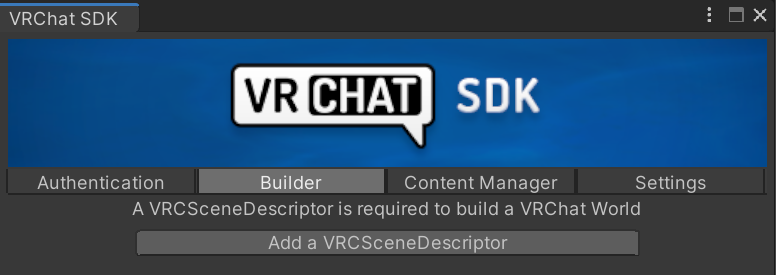 VRChat SDK
VR CHAT SDK
Authentication Builder Content Manager Settings
A VRCSceneDescriptor is required to build a VRChat World
Add a VRCSceneDescriptor